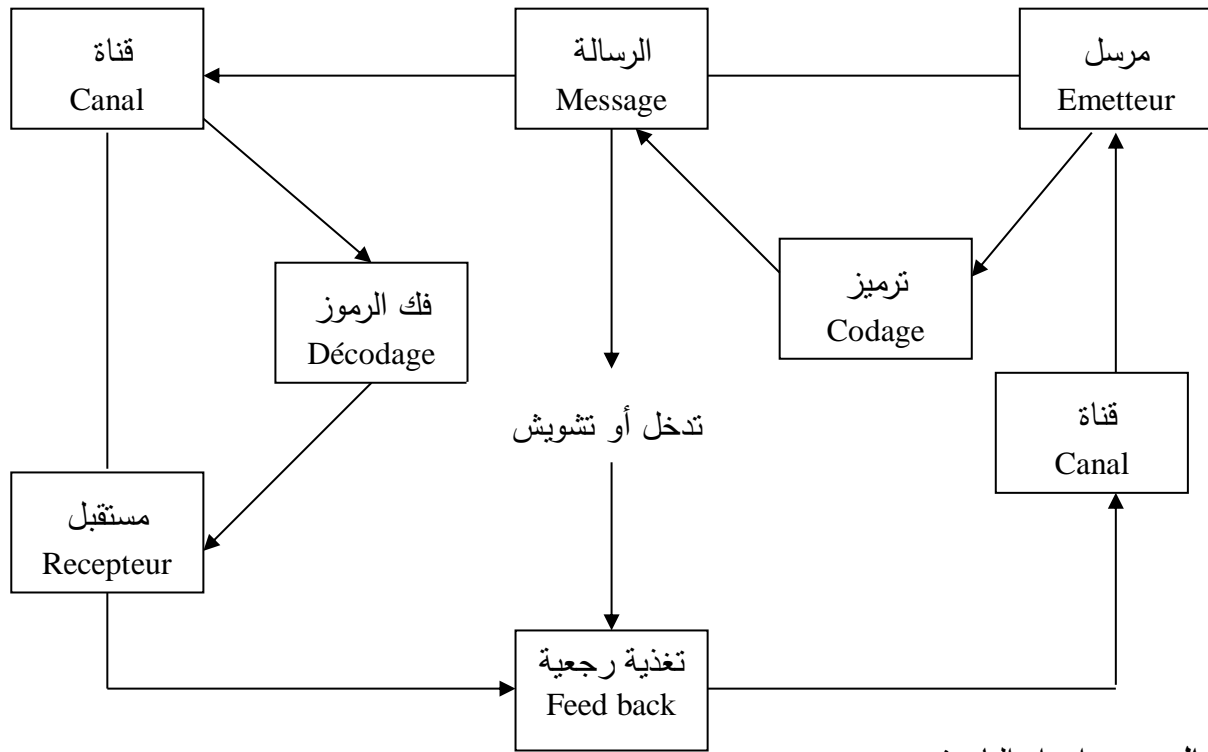 قناة
Canal
الرسالة
Message
مرسل
Emetteur
ترميز
Codage
فك الرموز
Décodage
قناة
Canal
تدخل أو تشويش
مستقبل
Recepteur
تغذية رجعية
Feed back